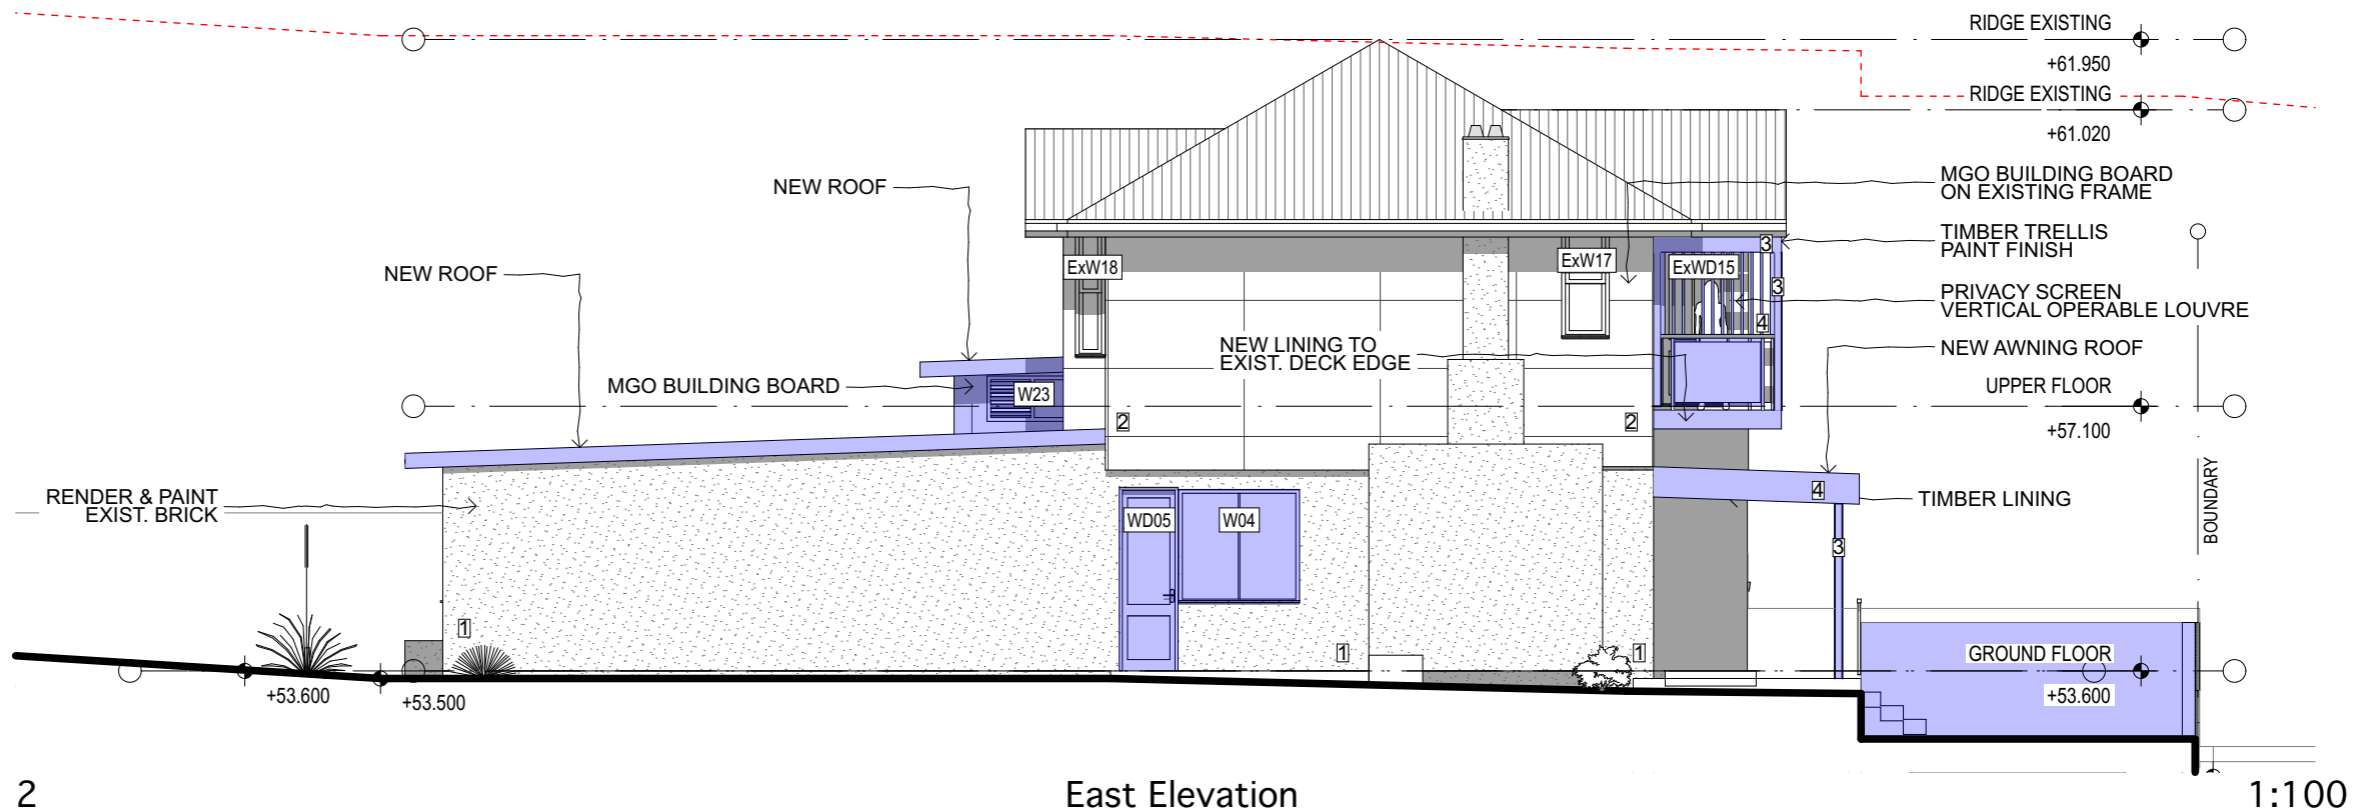 RIDGE EXISTING
+61.950
RIDGE EXISTING
+61.020
NEW ROOF
MGO BUILDING BOARD
ON EXISTING FRAME
TIMBER TRELLIS
PAINT FINISH
3
ExW18
ExW17
ExWD15
NEW ROOF
3
PRIVACY SCREEN
VERTICAL OPERABLE LOUVRE
4
NEW LINING TO
EXIST. DECK EDGE
NEW AWNING ROOF
MGO BUILDING BOARD
W23
UPPER FLOOR
2
2
+57.100
RENDER & PAINT
EXIST. BRICK
4
TIMBER LINING
BOUNDARY
WD05
W04
3
1
1
1
GROUND FLOOR
+53.600
+53.500
+53.600
2
East Elevation
1:100